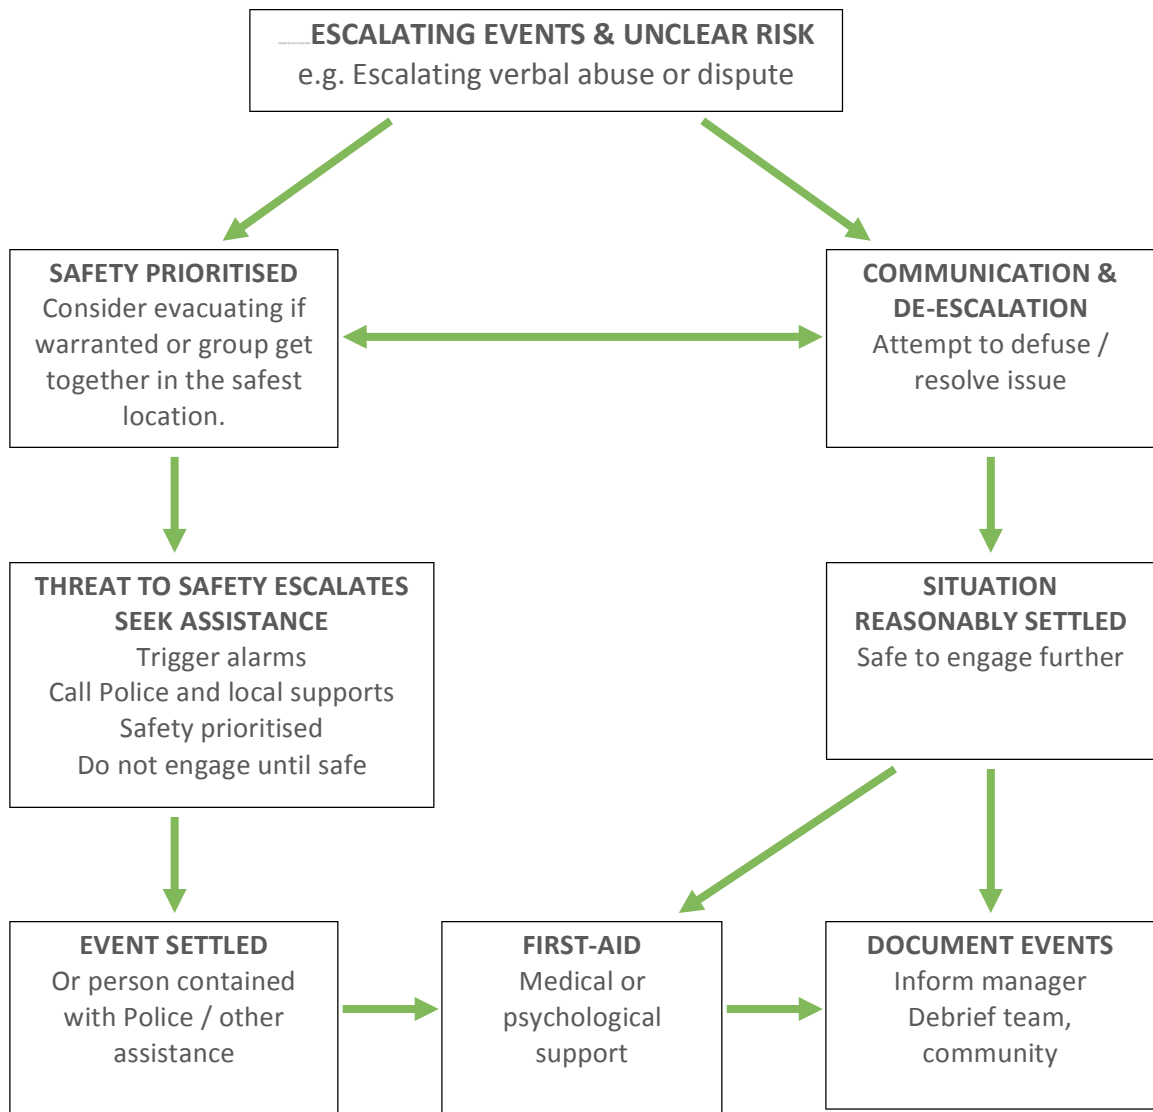 ESCALATING EVENTS & UNCLEAR RISK
e.g. Escalating verbal abuse or dispute
SAFETY PRIORITISED
Consider evacuating if
warranted or group get
together in the safest
location.
COMMUNICATION &
DE-ESCALATION
Attempt to defuse /
resolve issue
THREAT TO SAFETY ESCALATES
SEEK ASSISTANCE
Trigger alarms
Call Police and local supports
Safety prioritised
Do not engage until safe
SITUATION
REASONABLY SETTLED
Safe to engage further
EVENT SETTLED
Or person contained
with Police / other
assistance
FIRST-AID
Medical or
psychological
support
DOCUMENT EVENTS
Inform manager
Debrief team,
community